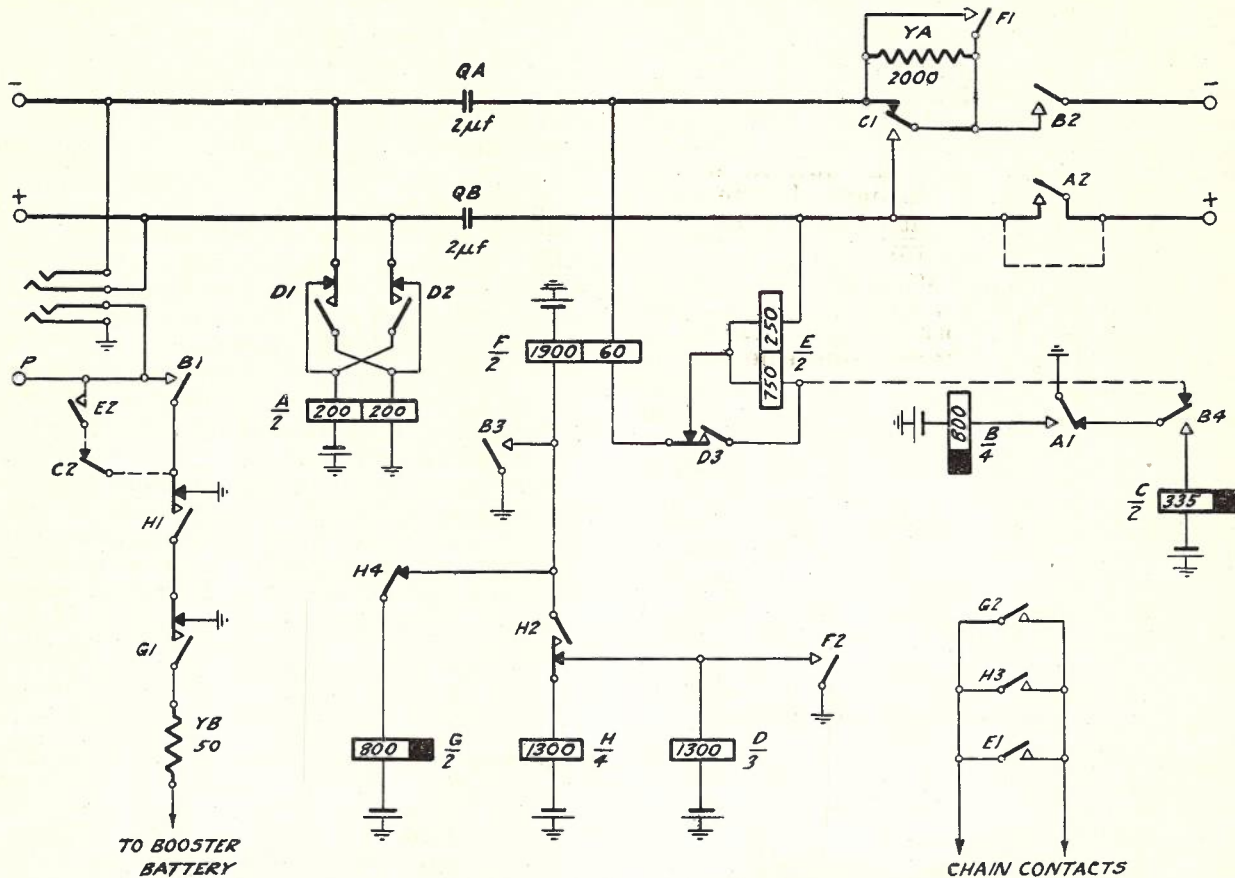 F1
YA
2000
-
QA
2µf
C1
B2
-
+
QB
2µf
A2
+
D1
D2
P
B1
E2
C2
F
2
1900
60
250
750
E
2
A
2
200
200
B3
D3
800
B
4
A1
B4
C
2
335
H1
H4
G1
H2
F2
G2
H3
E1
YB
50
800
G
2
1300
H
4
1300
D
3
TO BOOSTER
BATTERY
CHAIN CONTACTS